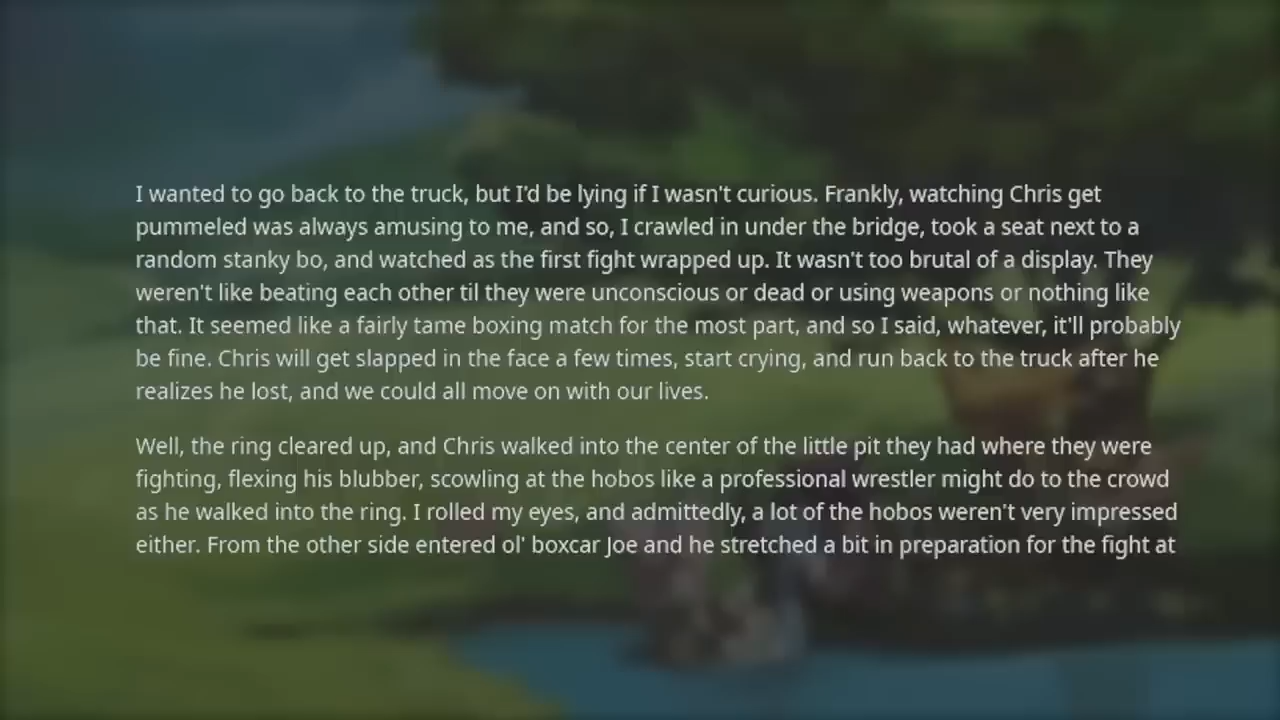 I wanted to go back to the truck, but I'd be lying if I wasn't curious. Frankly, watching Chris get
pummeled was always amusing to me, and so, I crawled in under the bridge, took a seat next to a
random stanky bo, and watched as the first fight wrapped up. It wasn't too brutal of a display. They
weren't like beating each other til they were unconscious or dead or using weapons or nothing like
that. It seemed like a fairly tame boxing match for the most part, and so I said, whatever, it'll probably
be fine. Chris will get slapped in the face a few times, start crying, and run back to the truck after he
realizes he lost, and we could all move on with our lives.
Well, the ring cleared up, and Chris walked into the center of the little pit they had where they were
fighting, flexing his blubber, scowling at the hobos like a professional wrestler might do to the crowd
as he walked into the ring. I rolled my eyes, and admittedly, a lot of the hobos weren't very impressed
either. From the other side entered ol' boxcar Joe and he stretched a bit in preparation for the fight at